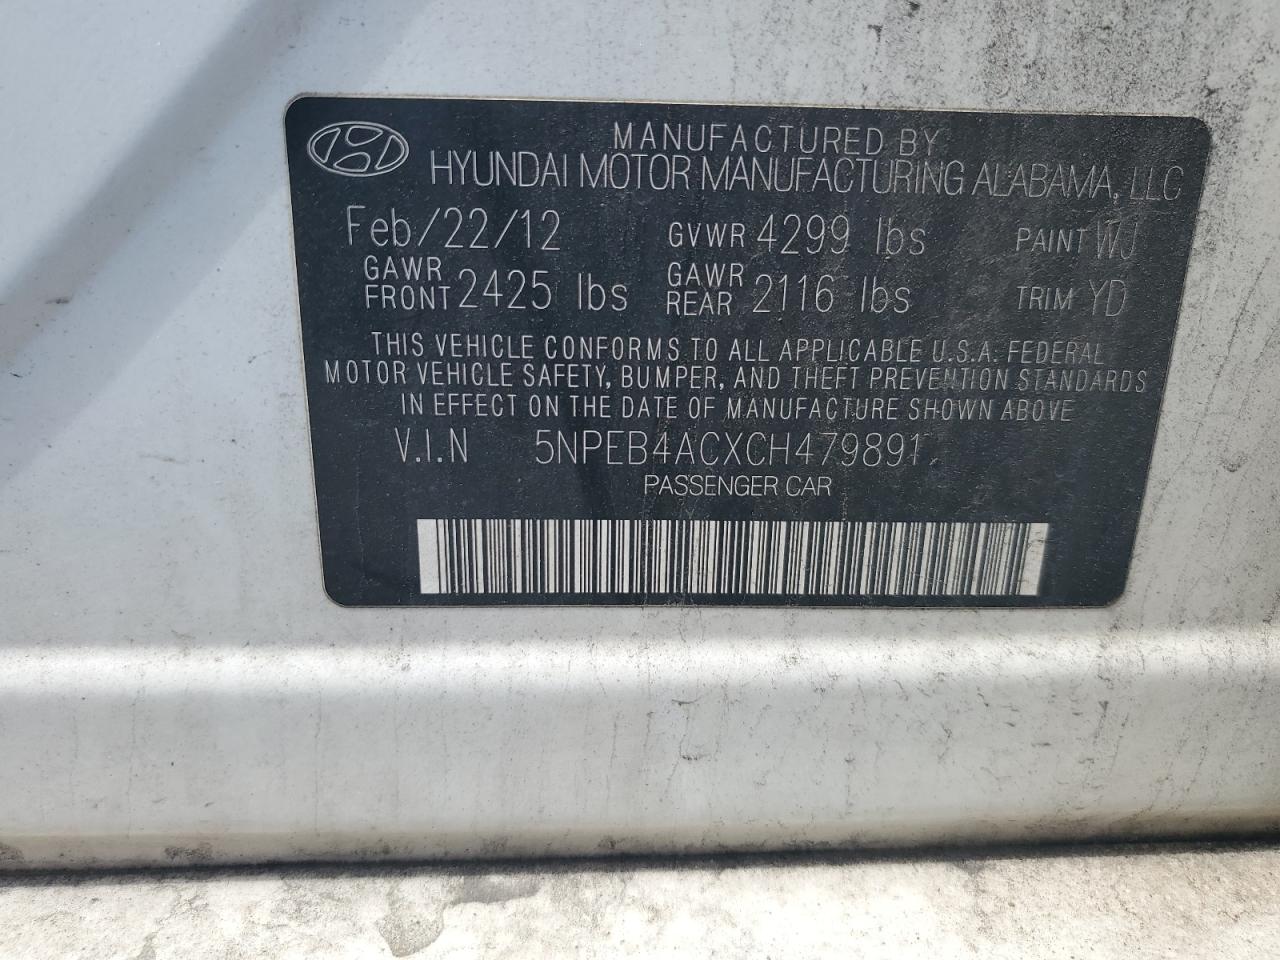 MANUFACTURED BY
HYUNDAI MOTOR MANUFACTURING ALABAMA, LLC
Feb/22/12 GVWR 4299 lbs PAINT WJ
GAWR FRONT 2425 lbs GAWR REAR 2116 lbs TRIM YD
THIS VEHICLE CONFORMS TO ALL APPLICABLE U.S.A. FEDERAL
MOTOR VEHICLE SAFETY, BUMPER, AND THEFT PREVENTION STANDARDS
IN EFFECT ON THE DATE OF MANUFACTURE SHOWN ABOVE
V.I.N 5NPEB4ACXCH479891
PASSENGER CAR